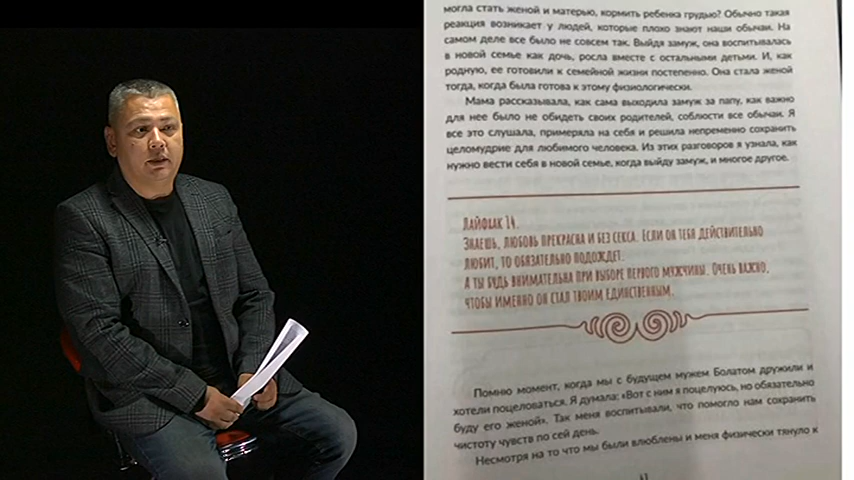 могла стать женой и матерью, кормить ребенка грудью? Обычно такая
реакция возникает у людей, которые плохо знают наши обычаи. На
самом деле все было не совсем так. Выйдя замуж, она воспитывалась
в новой семье как дочь, росла вместе с остальными детьми. И, как
родную, ее готовили к семейной жизни постепенно. Она стала женой
тогда, когда была готова к этому физиологически.
Мама рассказывала, как сама выходила замуж за папу, как важно
для нее было не обидеть своих родителей, соблюсти все обычаи. Я
все это слушала, примеряла на себя и решила непременно сохранить
целомудрие для любимого человека. Из этих разговоров я узнала, как
нужно вести себя в новой семье, когда выйду замуж, и многое другое.
Лайфхак 14.
Знаешь, любовь прекрасна и без секса. Если он тебя действительно
любит, то обязательно подождет.
А ты будь внимательна при выборе первого мужчины. Очень важно,
чтобы именно он стал твоим единственным.
Помню момент, когда мы с будущем мужем Болатом дружили и
хотели поцеловаться. Я думала: «Вот с ним я поцелуюсь, но обязательно
буду его женой». Так меня воспитывали, что помогло нам сохранить
чистоту чувств по сей день.
Несмотря на то что мы были влюблены и меня физически тянуло к